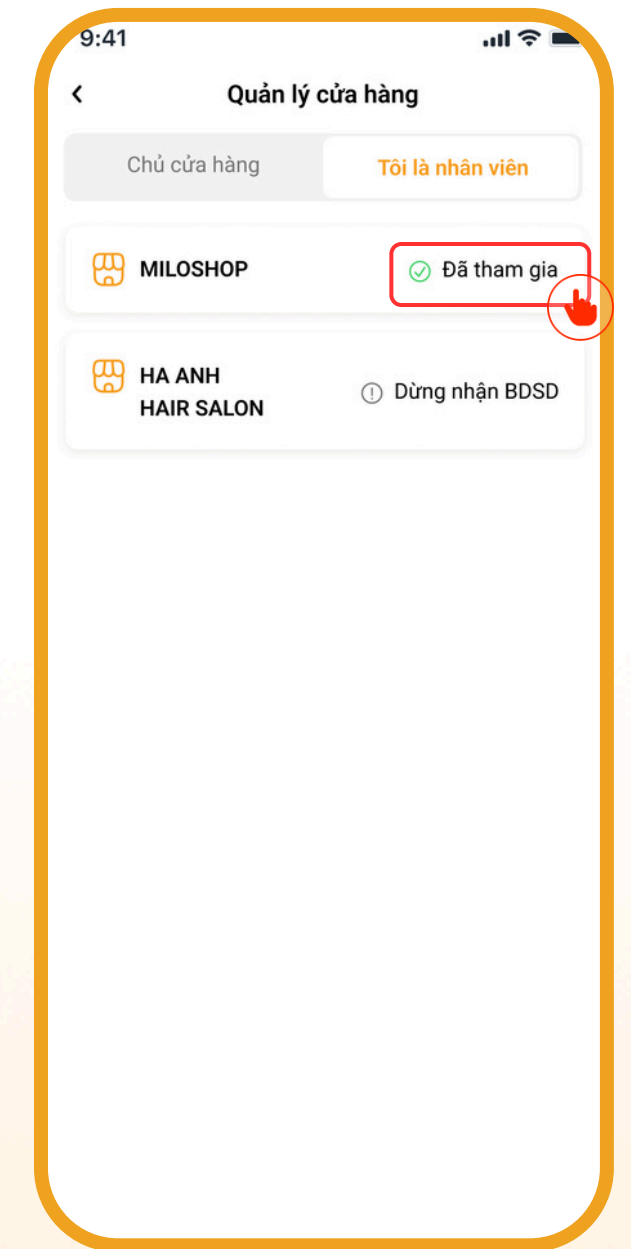 9:41
Quản lý cửa hàng
Chủ cửa hàng
Tôi là nhân viên
MILOSHOP
Đã tham gia
HA ANH
HAIR SALON
Dừng nhận BDSD